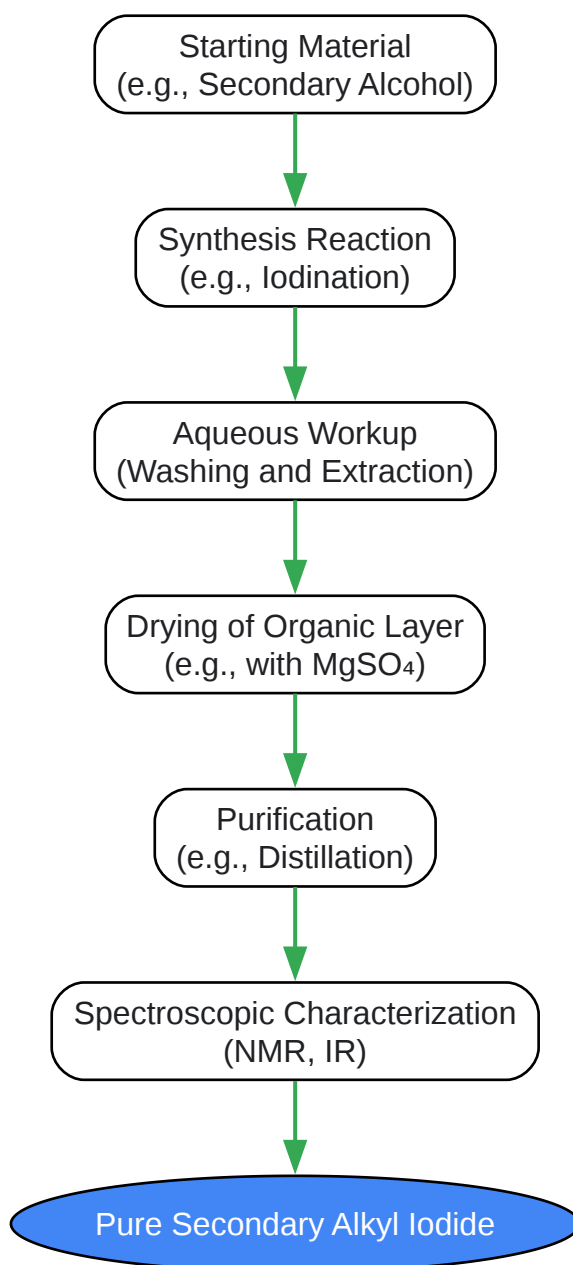 Starting Material
(e.g., Secondary Alcohol)
Synthesis Reaction
(e.g., Iodination)
Aqueous Workup
(Washing and Extraction)
Drying of Organic Layer
(e.g., with MgSO₄)
Purification
(e.g., Distillation)
Spectroscopic Characterization
(NMR, IR)
Pure Secondary Alkyl Iodide